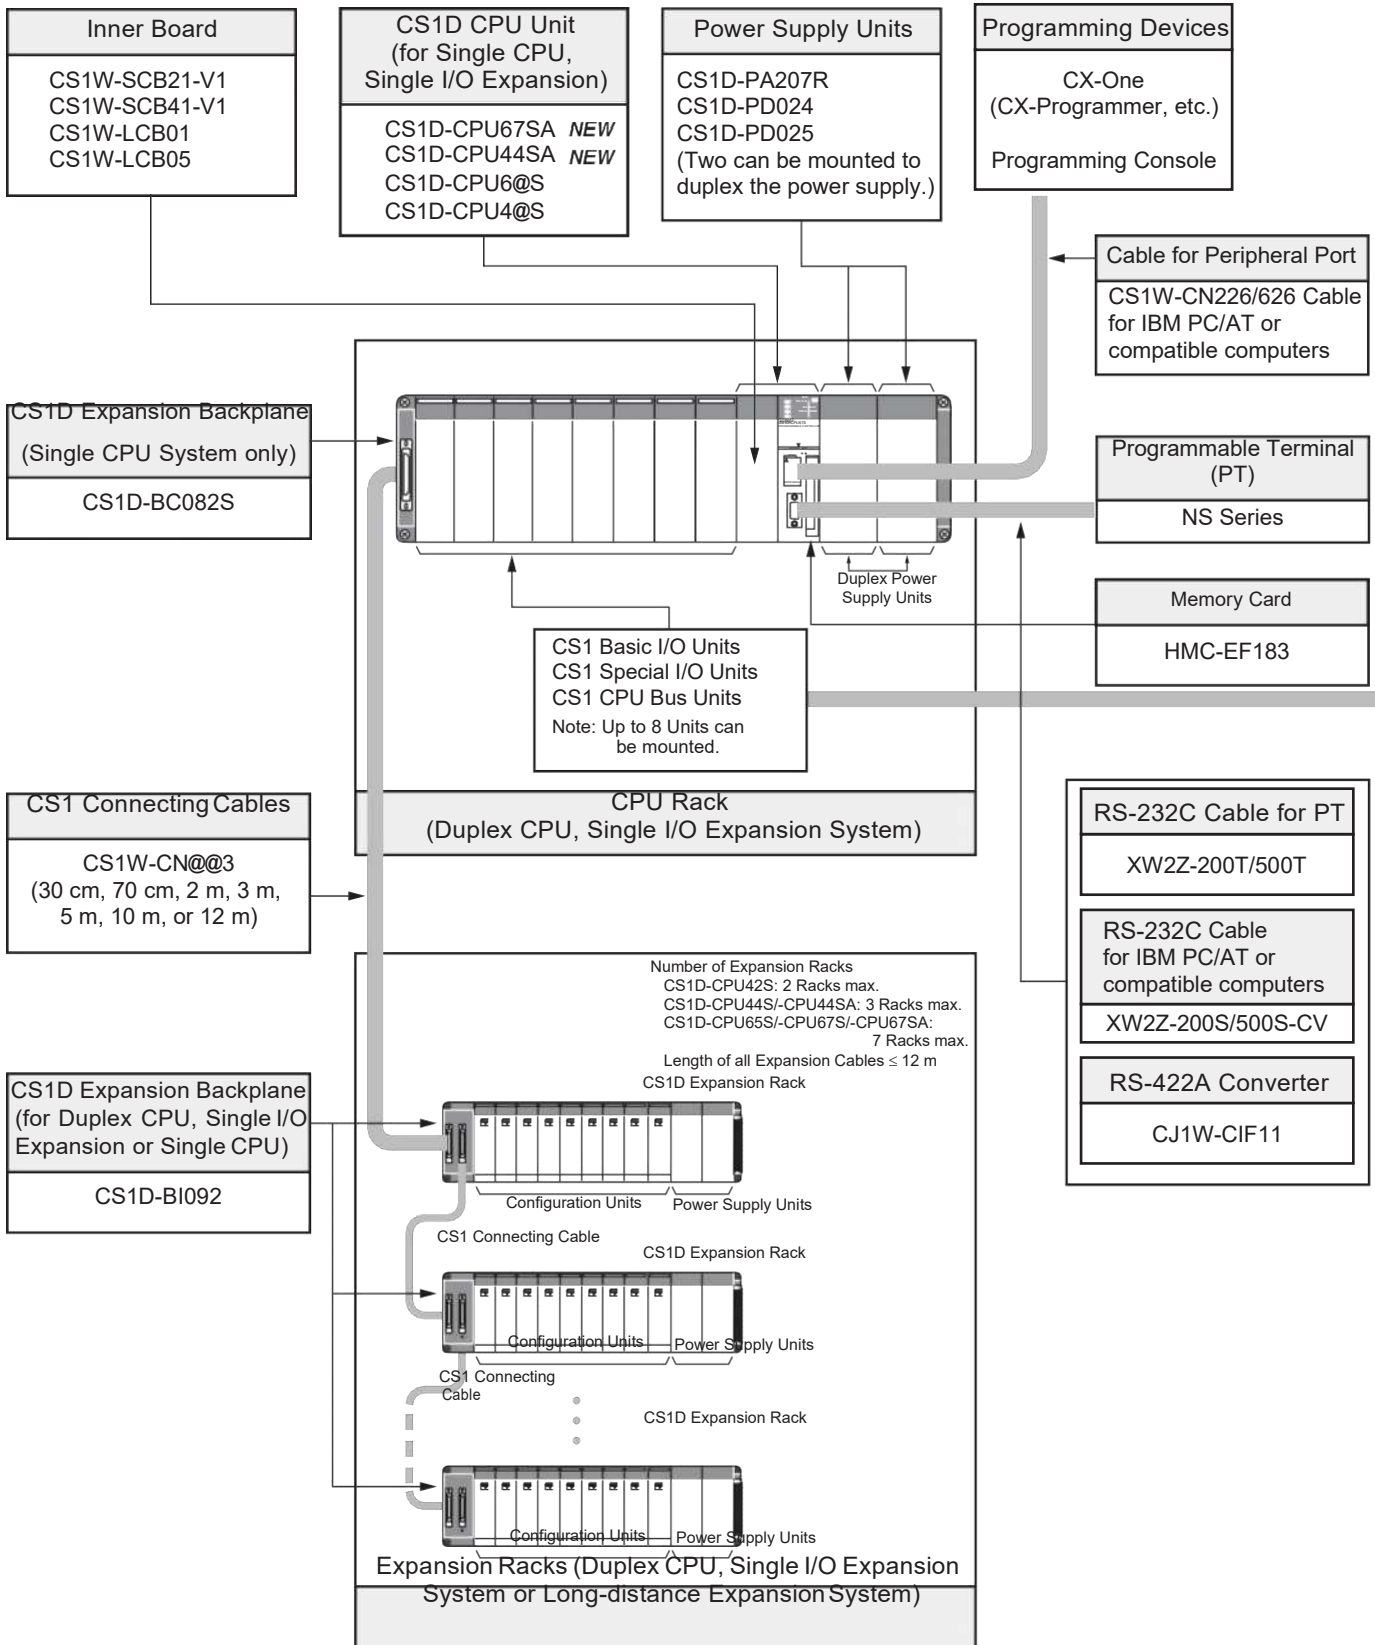 Inner Board
CS1W-SCB21-V1
CS1W-SCB41-V1
CS1W-LCB01
CS1W-LCB05
CS1D CPU Unit
(for Single CPU,
Single I/O Expansion)
CS1D-CPU67SA NEW
CS1D-CPU44SA NEW
CS1D-CPU6@S
CS1D-CPU4@S
Power Supply Units
CS1D-PA207R
CS1D-PD024
CS1D-PD025
(Two can be mounted to
duplex the power supply.)
Programming Devices
CX-One
(CX-Programmer, etc.)
Programming Console
Cable for Peripheral Port
CS1W-CN226/626 Cable
for IBM PC/AT or
compatible computers
CS1D Expansion Backplane
(Single CPU System only)
CS1D-BC082S
Programmable Terminal
(PT)
NS Series
Duplex Power
Supply Units
Memory Card
HMC-EF183
CS1 Basic I/O Units
CS1 Special I/O Units
CS1 CPU Bus Units
Note: Up to 8 Units can
be mounted.
CPU Rack
(Duplex CPU, Single I/O Expansion System)
CS1 Connecting Cables
CS1W-CN@@3
(30 cm, 70 cm, 2 m, 3 m,
5 m, 10 m, or 12 m)
RS-232C Cable for PT
XW2Z-200T/500T
RS-232C Cable
for IBM PC/AT or
compatible computers
XW2Z-200S/500S-CV
RS-422A Converter
CJ1W-CIF11
Number of Expansion Racks
CS1D-CPU42S: 2 Racks max.
CS1D-CPU44S/-CPU44SA: 3 Racks max.
CS1D-CPU65S/-CPU67S/-CPU67SA:
7 Racks max.
Length of all Expansion Cables ≤ 12 m
CS1D Expansion Rack
CS1D Expansion Backplane
(for Duplex CPU, Single I/O
Expansion or Single CPU)
CS1D-BI092
Configuration Units
Power Supply Units
CS1 Connecting Cable
CS1D Expansion Rack
Configuration Units
Power Supply Units
CS1 Connecting
Cable
CS1D Expansion Rack
Configuration Units
Power Supply Units
Expansion Racks (Duplex CPU, Single I/O Expansion
System or Long-distance Expansion System)